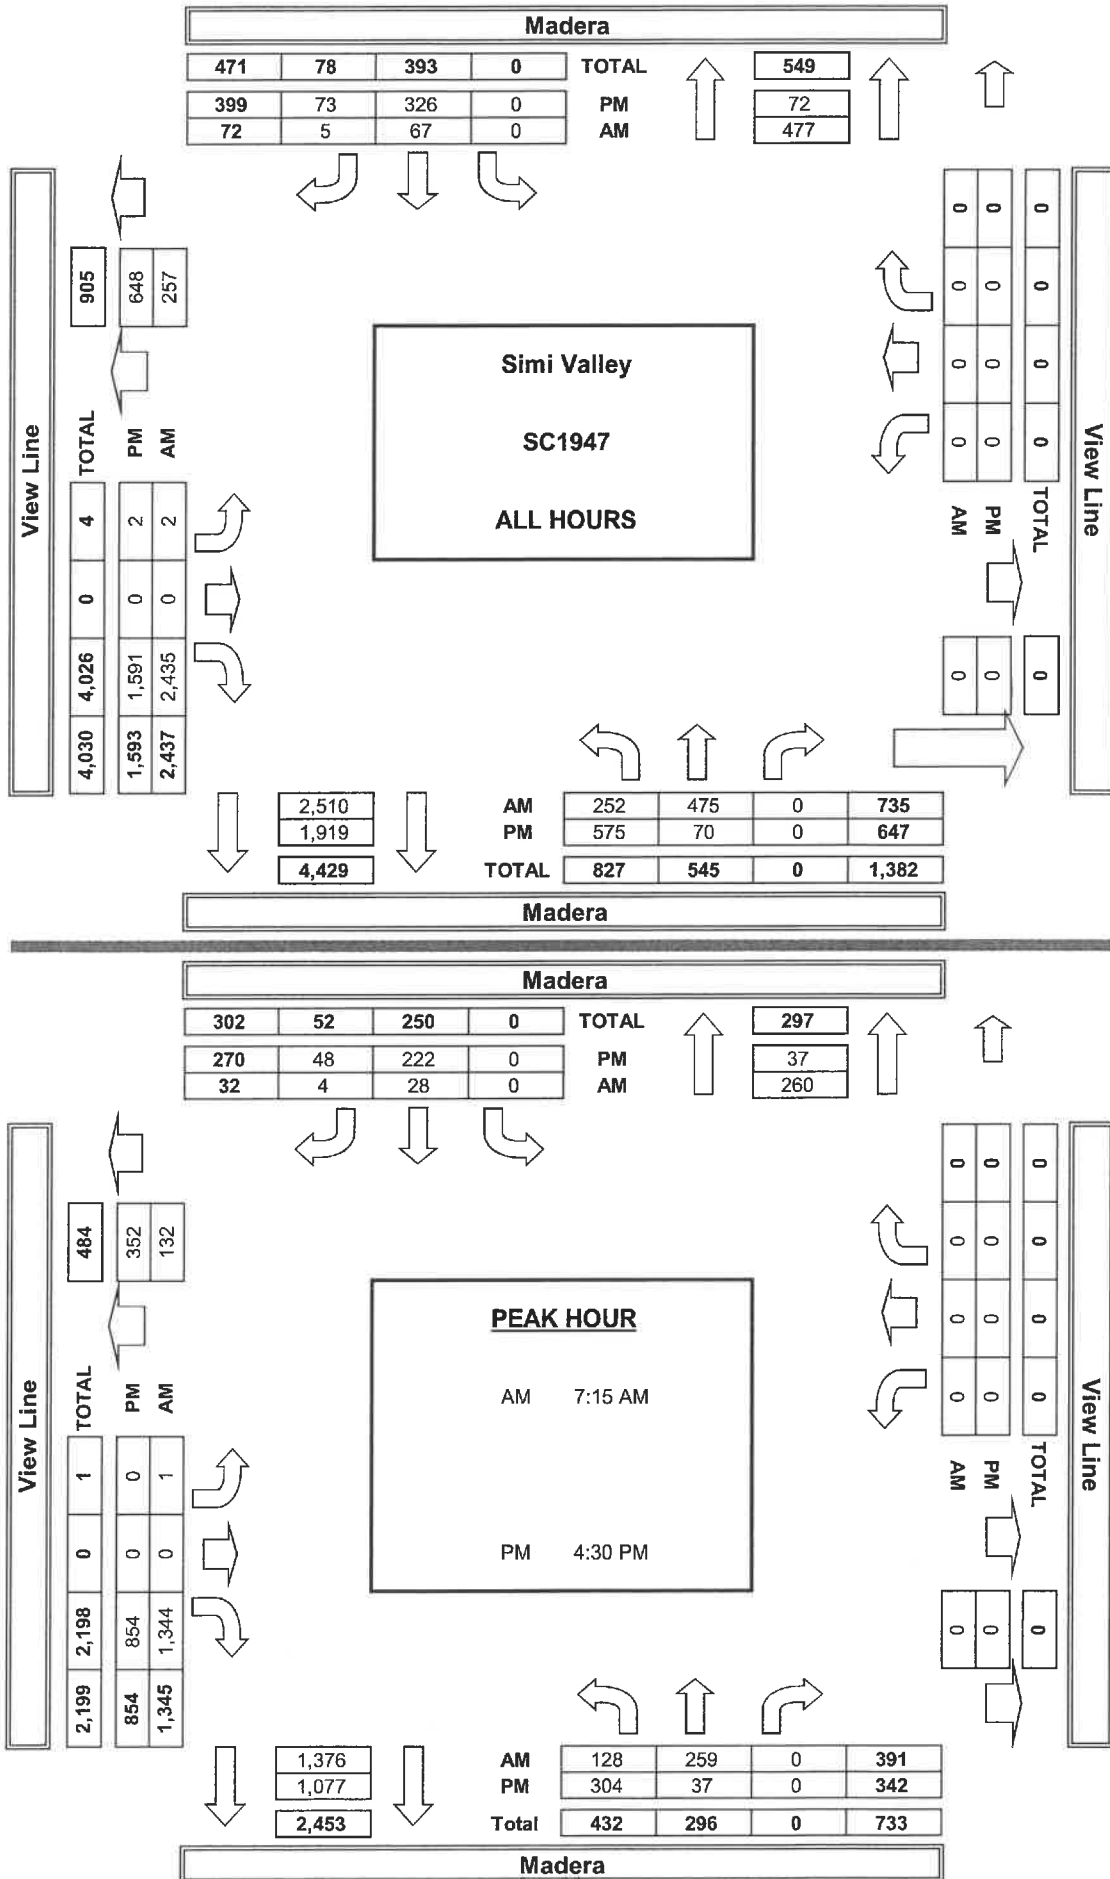 Madera
471 78 393 0 TOTAL 549
399 73 326 0 PM 72
72 5 67 0 AM 477
View Line
905
648
257
TOTAL
PM
AM
4 0 4,026 4,030
2 0 1,591 1,593
2 0 2,435 2,437
Simi Valley
SC1947
ALL HOURS
0 0 0 0 TOTAL 0
0 0 0 0 PM 0
0 0 0 0 AM 0
View Line
2,510 AM 252 475 0 735
1,919 PM 575 70 0 647
4,429 TOTAL 827 545 0 1,382
Madera
Madera
302 52 250 0 TOTAL 297
270 48 222 0 PM 37
32 4 28 0 AM 260
View Line
484
352
132
TOTAL
PM
AM
1 0 2,198 2,199
0 0 854 854
1 0 1,344 1,345
PEAK HOUR
AM 7:15 AM
PM 4:30 PM
0 0 0 0 TOTAL 0
0 0 0 0 PM 0
0 0 0 0 AM 0
View Line
1,376 AM 128 259 0 391
1,077 PM 304 37 0 342
2,453 Total 432 296 0 733
Madera